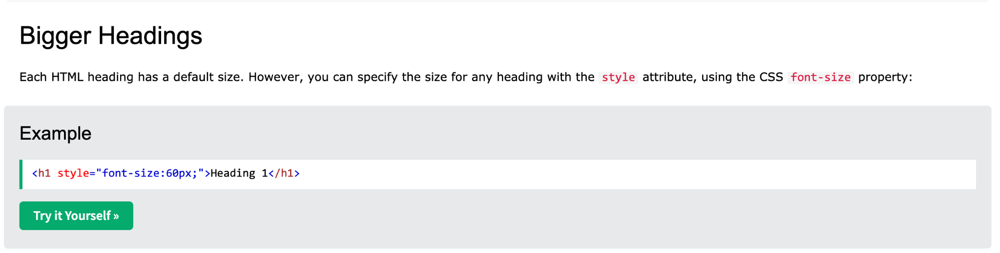 Bigger Headings
Each HTML heading has a default size. However, you can specify the size for any heading with the style attribute, using the CSS font-size property:
Example
<h1 style="font-size:60px;">Heading 1</h1>
Try it Yourself »